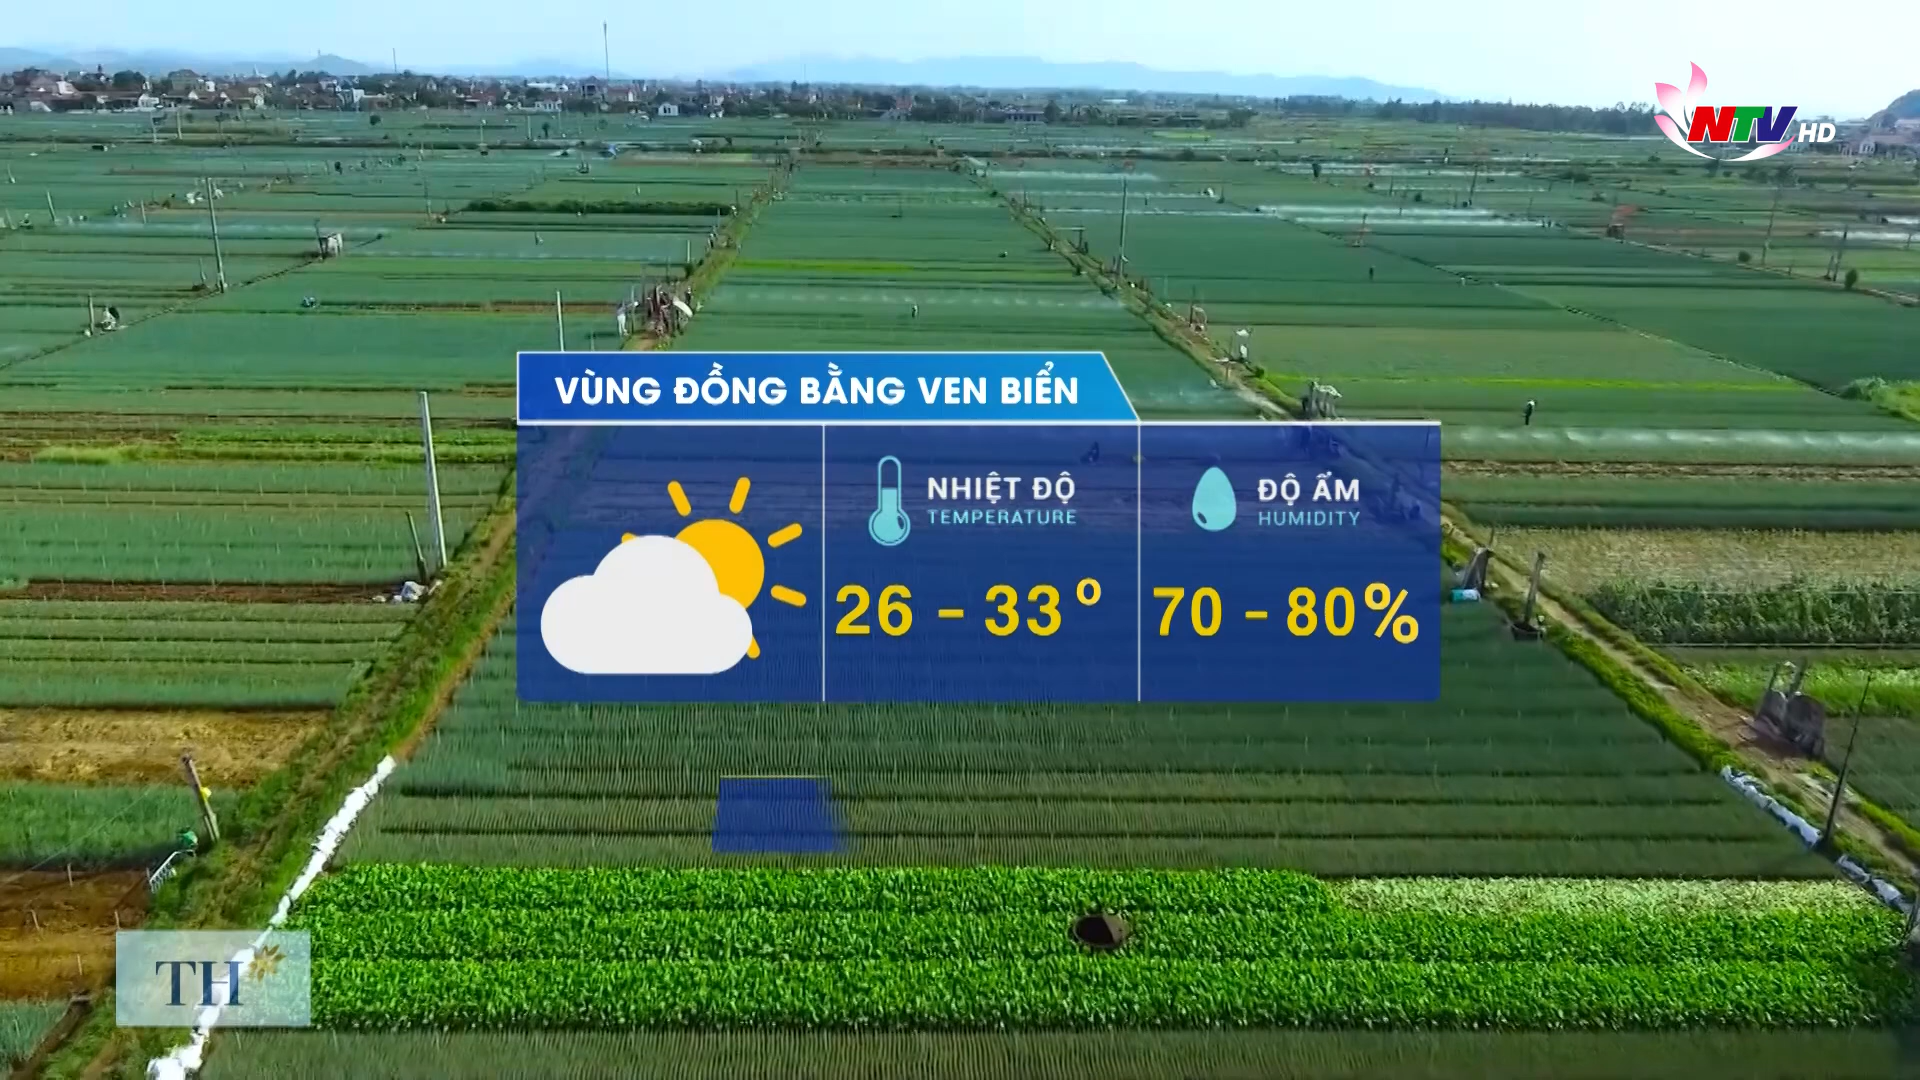 NTV HD
VÙNG ĐỒNG BẰNG VEN BIỂN
NHIỆT ĐỘ
TEMPERATURE
26 - 33°
ĐỘ ẨM
HUMIDITY
70 - 80%
TH